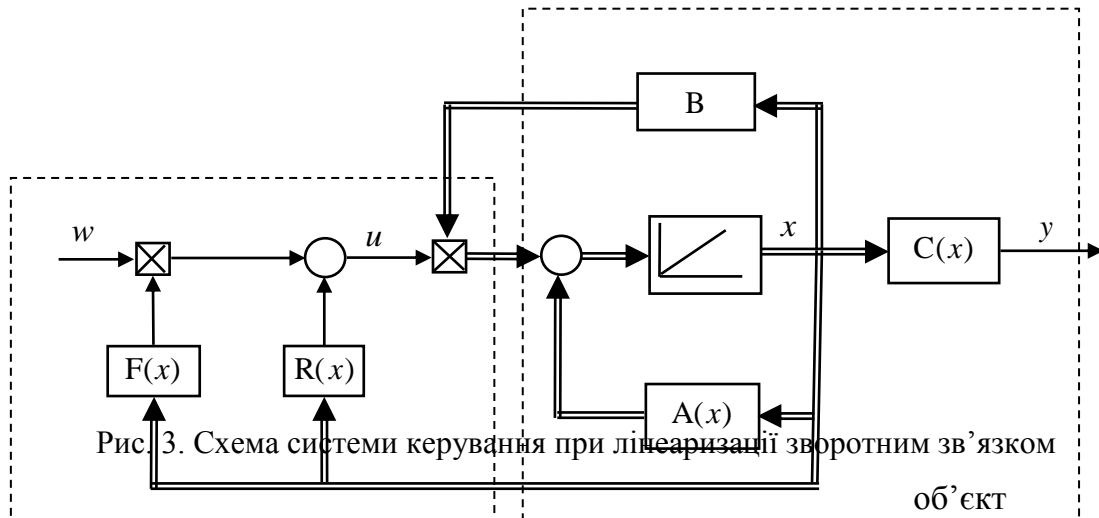 B
w
u
x
C(x)
y
F(x)
R(x)
A(x)
Рис. 3. Схема системи керування при лінеаризації зворотним зв’язком
об’єкт